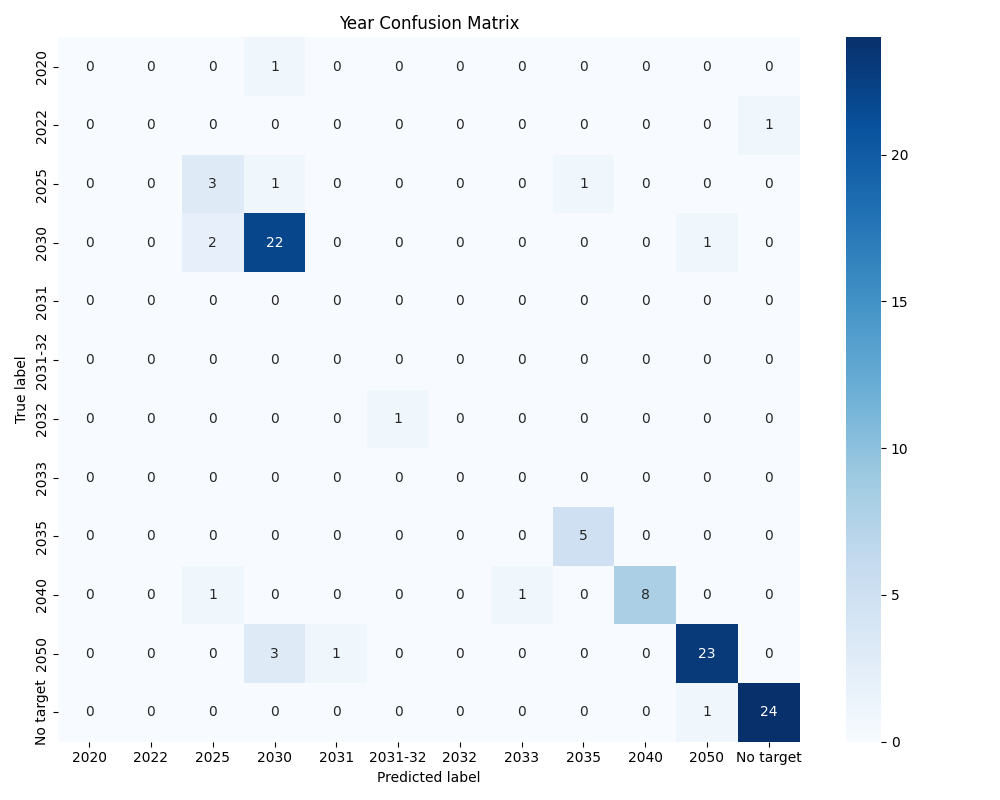 Year Confusion Matrix
2020 0 0 0 1 0 0 0 0 0 0 0 0
2022 0 0 0 0 0 0 0 0 0 0 0 1
2025 0 0 3 1 0 0 0 0 1 0 0 0
2030 0 0 2 22 0 0 0 0 0 0 1 0
2031 0 0 0 0 0 0 0 0 0 0 0 0
2031-32 0 0 0 0 0 0 0 0 0 0 0 0
2032 0 0 0 0 0 1 0 0 0 0 0 0
2033 0 0 0 0 0 0 0 0 0 0 0 0
2035 0 0 0 0 0 0 0 0 5 0 0 0
2040 0 0 1 0 0 0 0 1 0 8 0 0
2050 0 0 0 3 1 0 0 0 0 0 23 0
No target 0 0 0 0 0 0 0 0 0 0 1 24
True label
2020 2022 2025 2030 2031 2031-32 2032 2033 2035 2040 2050 No target
Predicted label
20
15
10
5
0